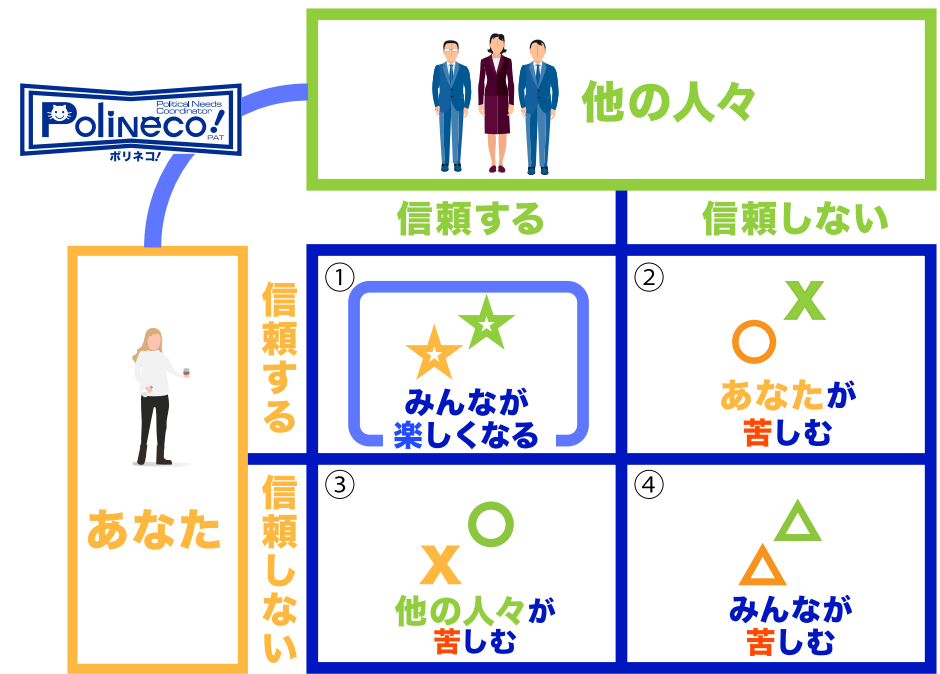 Polineco!
Political Needs
Coordinator
PAT
ポリネコ!
他の人々
信頼する
信頼しない
あなた
信頼する
信頼しない
①
みんなが
楽しくなる
②
X
あなたが
苦しむ
③
X
他の人々が
苦しむ
④
みんなが
苦しむ